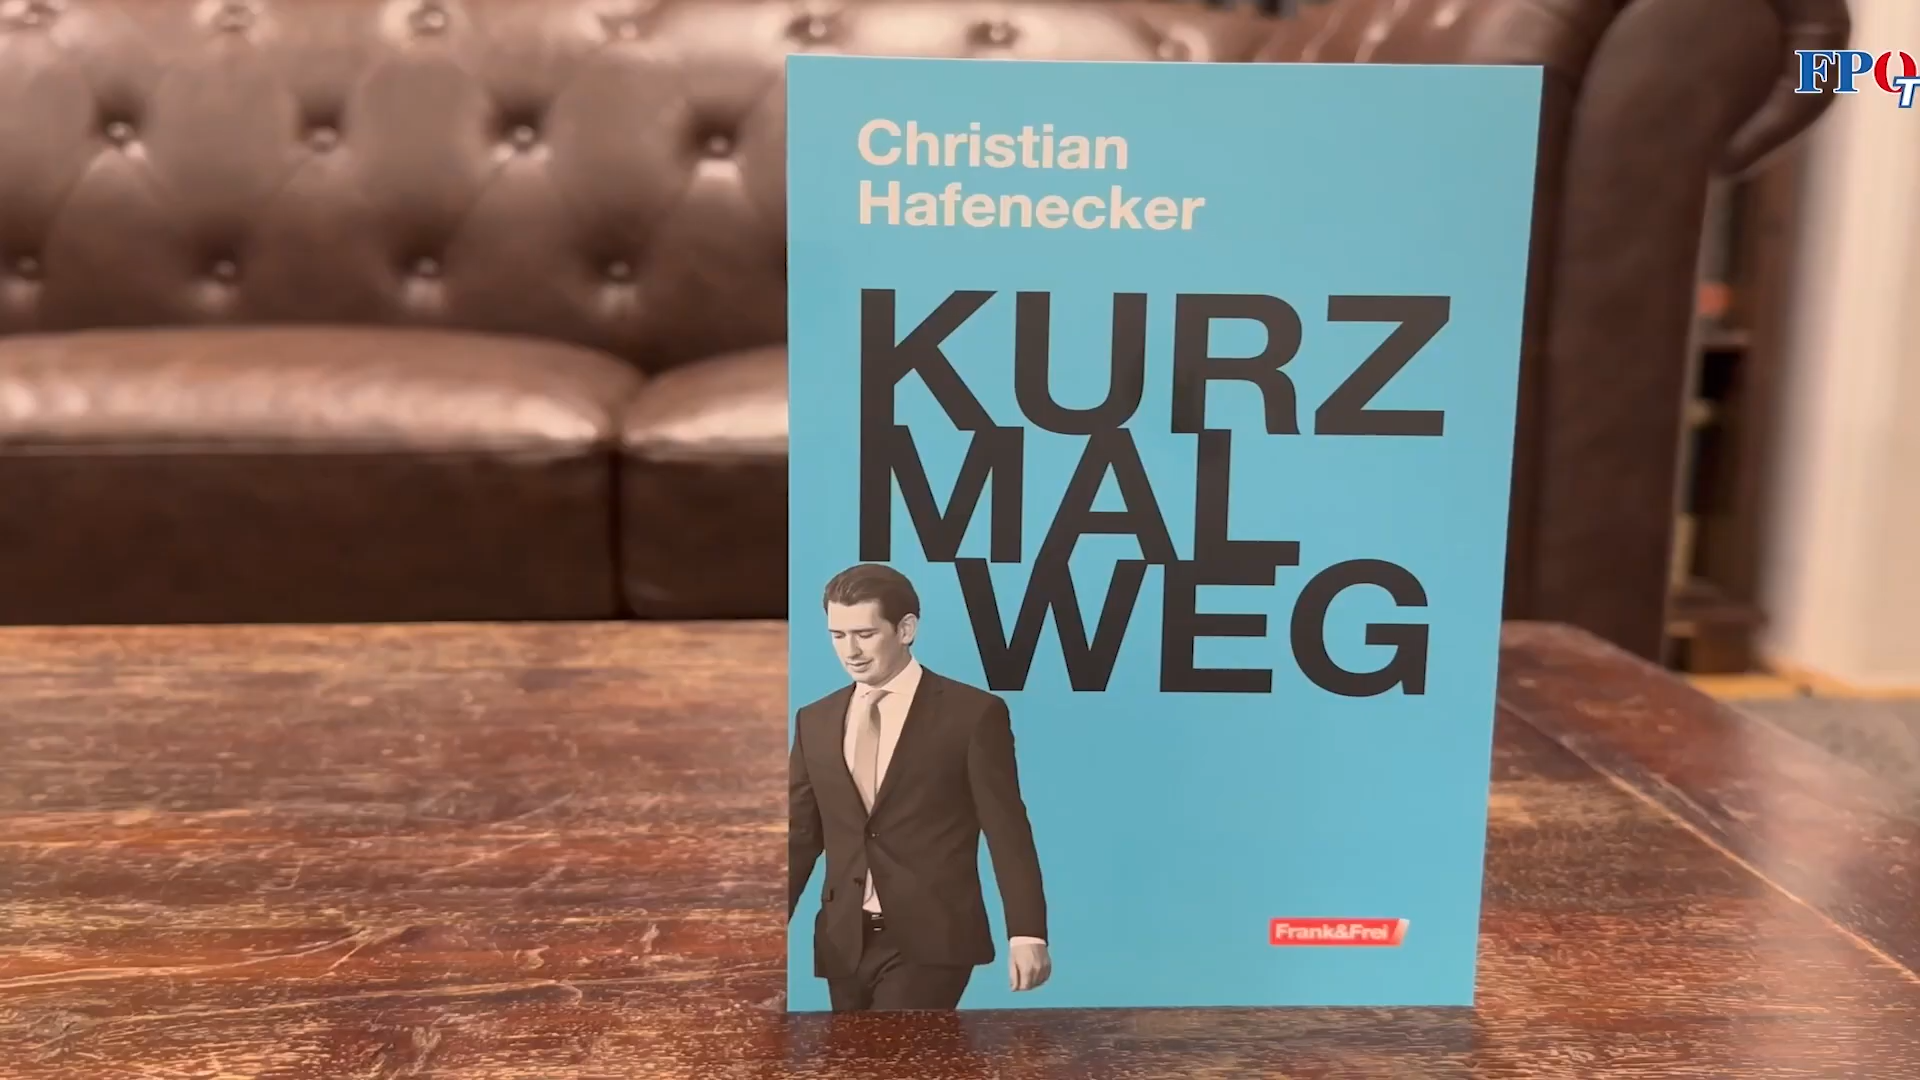 FPÖ
T
Christian
Hafenecker
KURZ
MAL
WEG
Frank&Frei